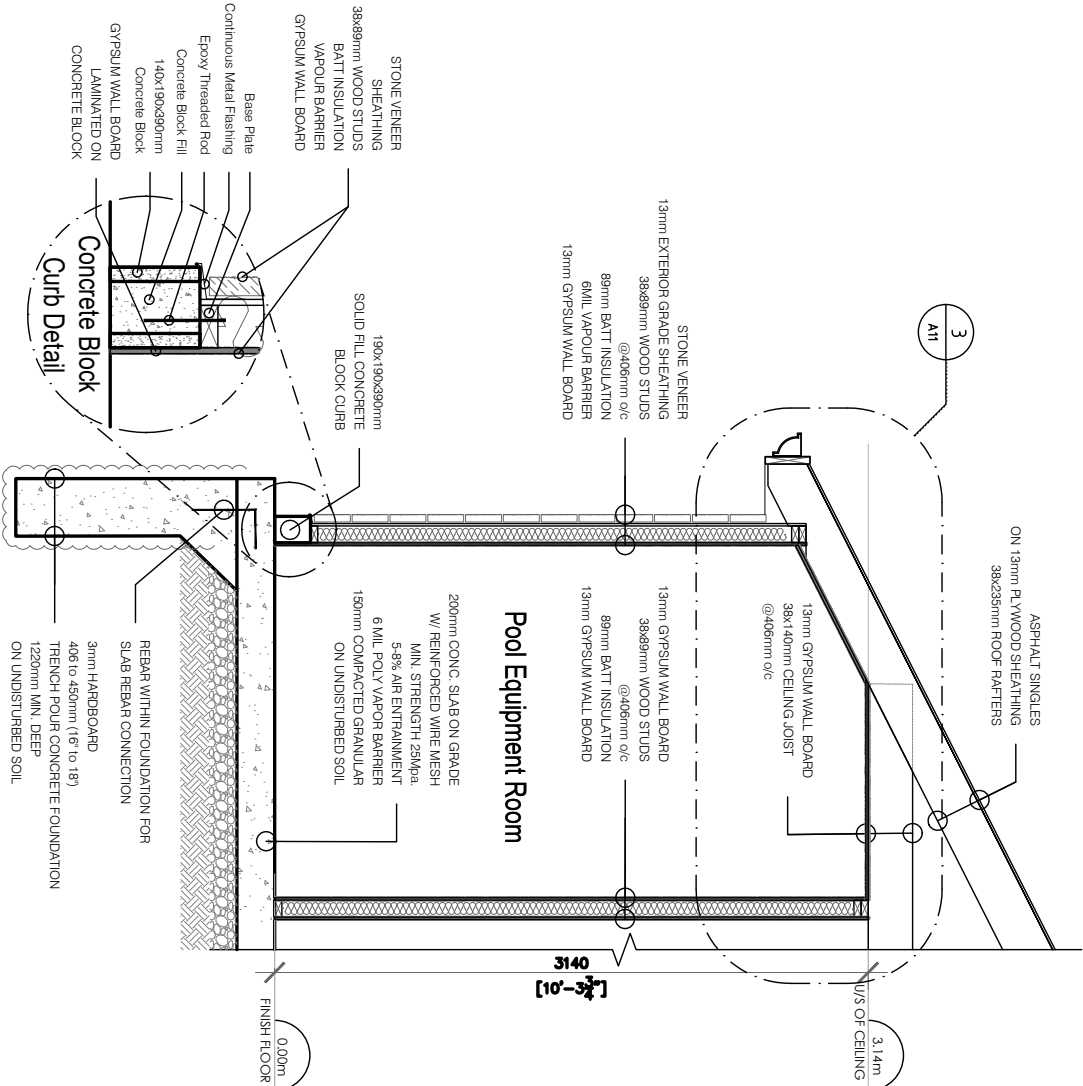 ASPHALT SINGLES
ON 13mm PLYWOOD SHEATHING
38x235mm ROOF RAFTERS
3
A11
13mm GYPSUM WALL BOARD
38x140mm CEILING JOIST
@406mm o/c
3.14m
U/S OF CEILING
STONE VENEER
13mm EXTERIOR GRADE SHEATHING
38x89mm WOOD STUDS
@406mm o/c
89mm BATT INSULATION
6MIL VAPOUR BARRIER
13mm GYPSUM WALL BOARD
13mm GYPSUM WALL BOARD
38x89mm WOOD STUDS
@406mm o/c
89mm BATT INSULATION
13mm GYPSUM WALL BOARD
3140
[10'-3 3/4"]
Pool Equipment Room
190x190x390mm
SOLID FILL CONCRETE
BLOCK CURB
200mm CONC. SLAB ON GRADE
W/ REINFORCED WIRE MESH
MIN. STRENGTH 25Mpa.
5-8% AIR ENTRAINMENT
6 MIL POLY VAPOR BARRIER
150mm COMPACTED GRANULAR
ON UNDISTURBED SOIL
0.00m
FINISH FLOOR
STONE VENEER
SHEATHING
38x89mm WOOD STUDS
BATT INSULATION
VAPOUR BARRIER
GYPSUM WALL BOARD
Base Plate
Continuous Metal Flashing
Epoxy Threaded Rod
Concrete Block Fill
140x190x390mm
Concrete Block
GYPSUM WALL BOARD
LAMINATED ON
CONCRETE BLOCK
Concrete Block
Curb Detail
REBAR WITHIN FOUNDATION FOR
SLAB REBAR CONNECTION
3mm HARDBOARD
406 to 450mm (16" to 18")
TRENCH POUR CONCRETE FOUNDATION
1220mm MIN. DEEP
ON UNDISTURBED SOIL